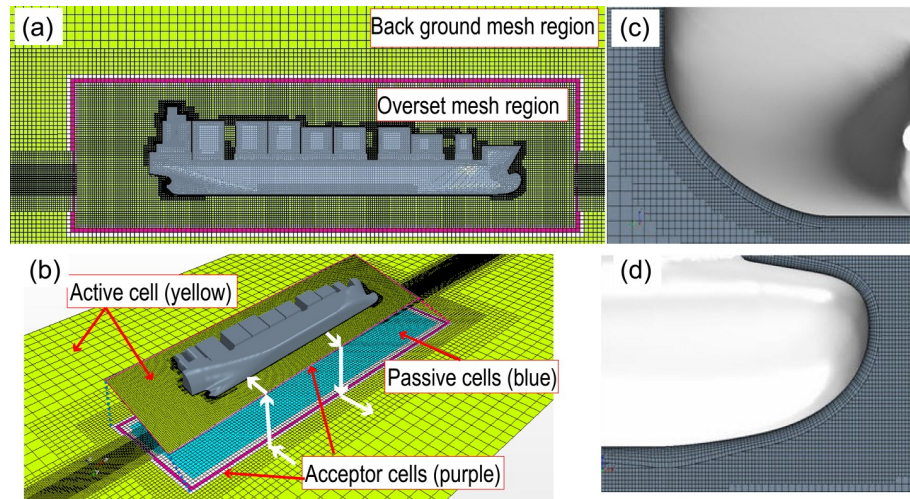 (a)
Back ground mesh region
Overset mesh region
(c)
(b)
Active cell (yellow)
Passive cells (blue)
Acceptor cells (purple)
(d)